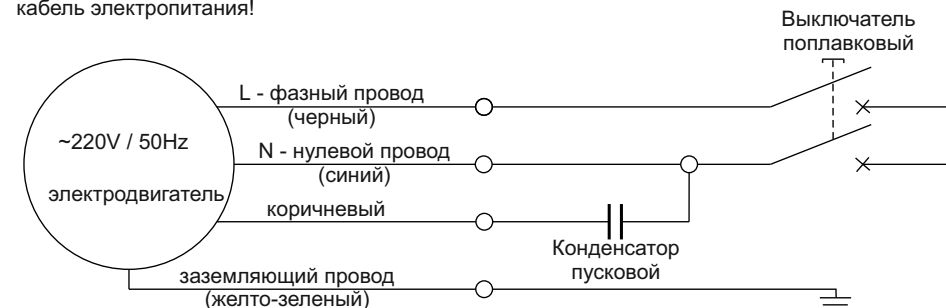 кабель электропитания!
Выключатель
поплавковый
L - фазный провод
(черный)
~220V / 50Hz
N - нулевой провод
(синий)
электродвигатель
коричневый
Конденсатор
пусковой
заземляющий провод
(желто-зеленый)